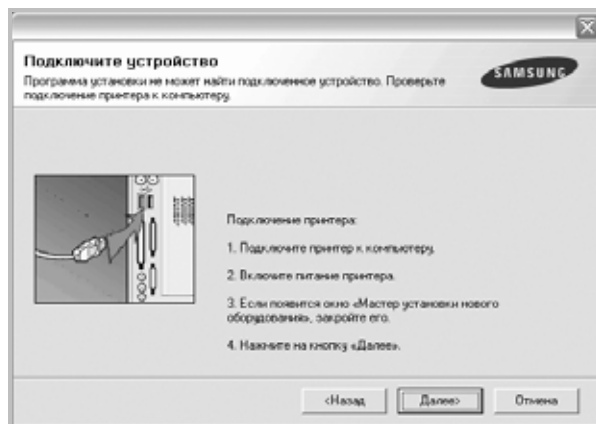 Подключите устройство
Программа установки не может найти подключенное устройство. Проверьте
подключение принтера к компьютеру.
SAMSUNG
Подключение принтера:
1. Подключите принтер к компьютеру.
2. Включите питание принтера.
3. Если появится окно «Мастер установки нового
оборудования», закройте его.
4. Нажмите на кнопку «Далее».
<Назад
Далее>
Отмена